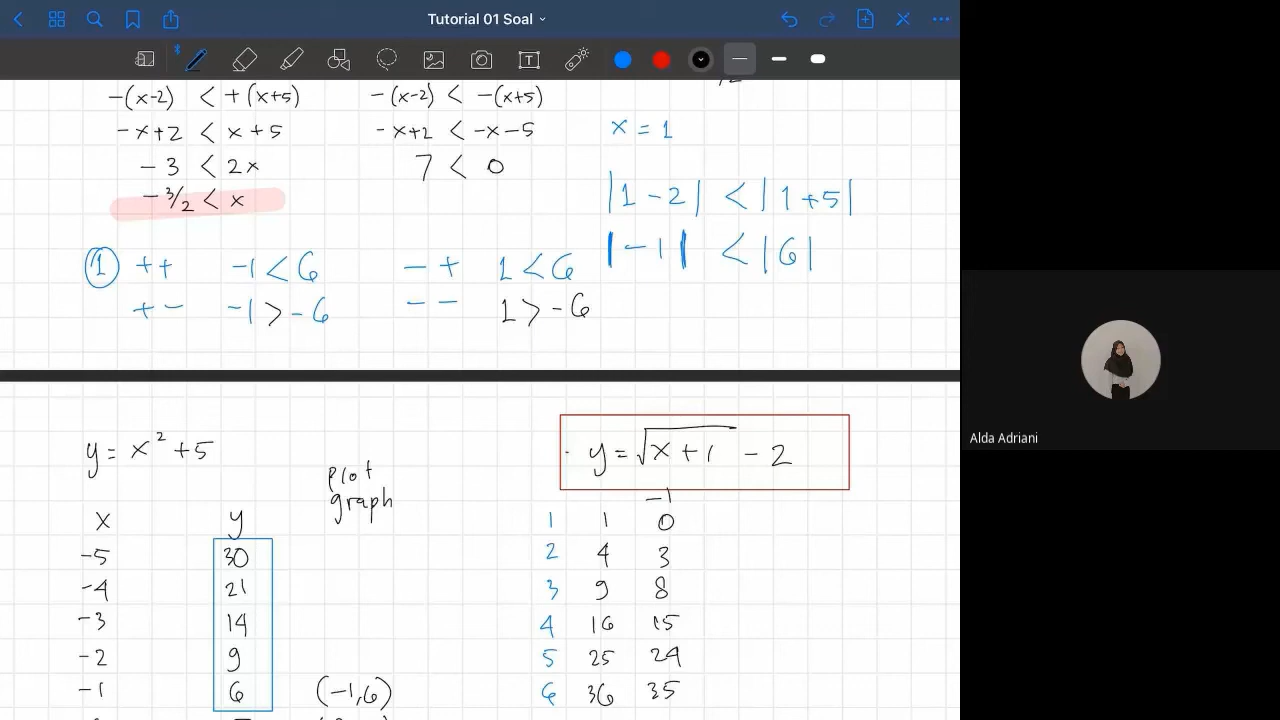 Tutorial 01 Soal
-(x-2) < +(x+5)
-x+2 < x+5
-3 < 2x
-3/2 < x
-(x-2) < -(x+5)
-x+2 < -x-5
7 < 0
x = 1
|1-2| < |1+5|
|-1| < |6|
1 ++ -1 < 6
+- -1 > -6
-+ 1 < 6
-- 1 > -6
y = x² + 5
plot
graph
x y
-5 30
-4 21
-3 14
-2 9
-1 6 (-1,6)
y = √(x+1) - 2
-1
1 1 0
2 4 3
3 9 8
4 16 15
5 25 24
6 36 35
Alda Adriani